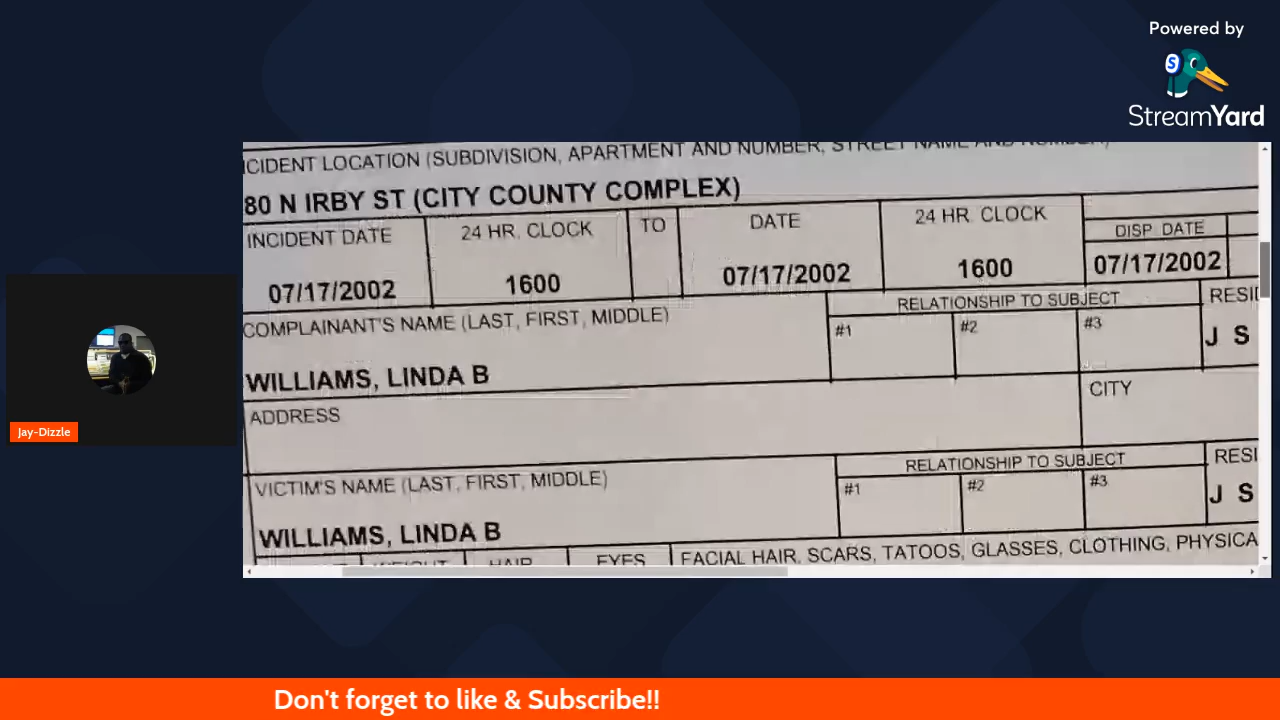 Powered by
StreamYard
INCIDENT LOCATION (SUBDIVISION, APARTMENT AND NUMBER, STREET NAME AND NUMBER)
80 N IRBY ST (CITY COUNTY COMPLEX)
INCIDENT DATE 24 HR. CLOCK TO DATE 24 HR. CLOCK DISP. DATE
07/17/2002 1600 07/17/2002 1600 07/17/2002
COMPLAINANT'S NAME (LAST, FIRST, MIDDLE) RELATIONSHIP TO SUBJECT RESI
#1 #2 #3 J S
WILLIAMS, LINDA B
ADDRESS CITY
VICTIM'S NAME (LAST, FIRST, MIDDLE) RELATIONSHIP TO SUBJECT RESI
#1 #2 #3 J S
WILLIAMS, LINDA B
WEIGHT HAIR EYES FACIAL HAIR, SCARS, TATOOS, GLASSES, CLOTHING, PHYSICA
Jay-Dizzle
Don't forget to like & Subscribe!!